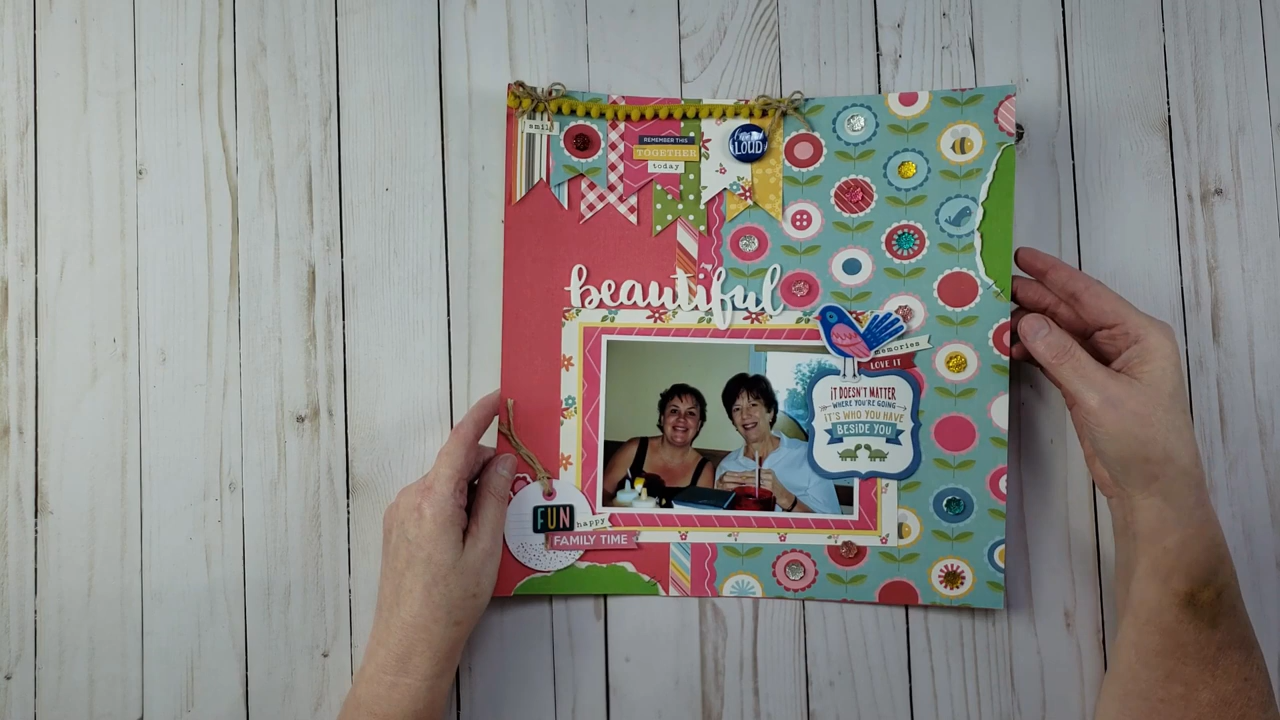 smile
REMEMBER THIS
TOGETHER
today
LOUD
beautiful
memories
LOVE IT
IT DOESN'T MATTER
WHERE YOU'RE GOING
IT'S WHO YOU HAVE
BESIDE YOU
FUN
happy
FAMILY TIME